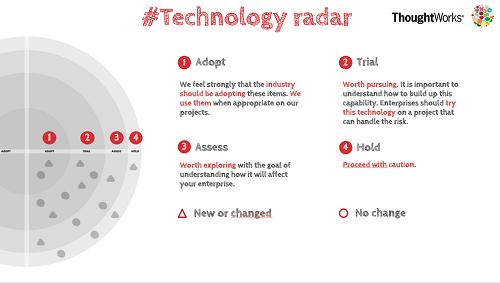 #Technology radar
ThoughtWorks®
1 Adopt
We feel strongly that the industry
should be adopting these items. We
use them when appropriate on our
projects.
2 Trial
Worth pursuing. It is important to
understand how to build up this
capability. Enterprises should try
this technology on a project that
can handle the risk.
3 Assess
Worth exploring with the goal of
understanding how it will affect
your enterprise.
4 Hold
Proceed with caution.
New or changed
No change
1 2 3 4
ADOPT ADOPT TRIAL ASSESS HOLD